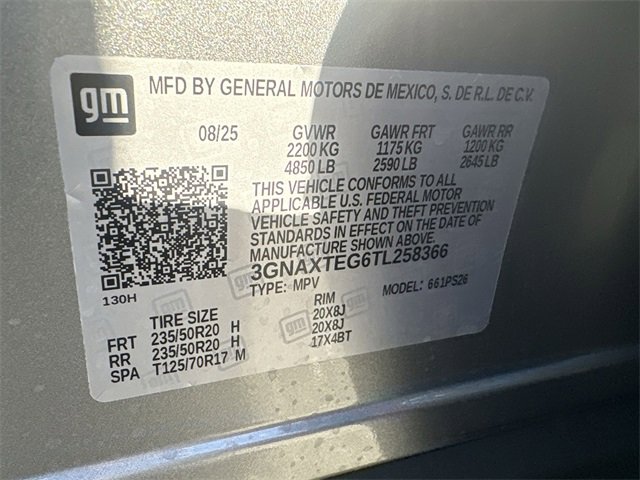 gm
MFD BY GENERAL MOTORS DE MEXICO, S. DE R.L. DE C.V.
08/25 GVWR GAWR FRT GAWR RR
2200 KG 1175 KG 1200 KG
4850 LB 2590 LB 2645 LB
THIS VEHICLE CONFORMS TO ALL
APPLICABLE U.S. FEDERAL MOTOR
VEHICLE SAFETY AND THEFT PREVENTION
STANDARDS IN EFFECT ON THE DATE OF
MANUFACTURE SHOWN ABOVE.
3GNAXTEG6TL258366
TYPE: MPV MODEL: 661PS26
130H
TIRE SIZE RIM
FRT 235/50R20 H 20X8J
RR 235/50R20 H 20X8J
SPA T125/70R17 M 17X4BT